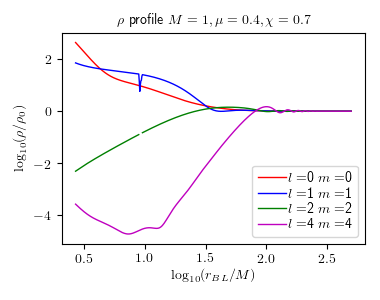 ρ profile M = 1, μ = 0.4, χ = 0.7
log₁₀(ρ/ρ₀)
2
0
−2
−4
l =0 m =0
l =1 m =1
l =2 m =2
l =4 m =4
0.5 1.0 1.5 2.0 2.5
log₁₀(r_BL/M)